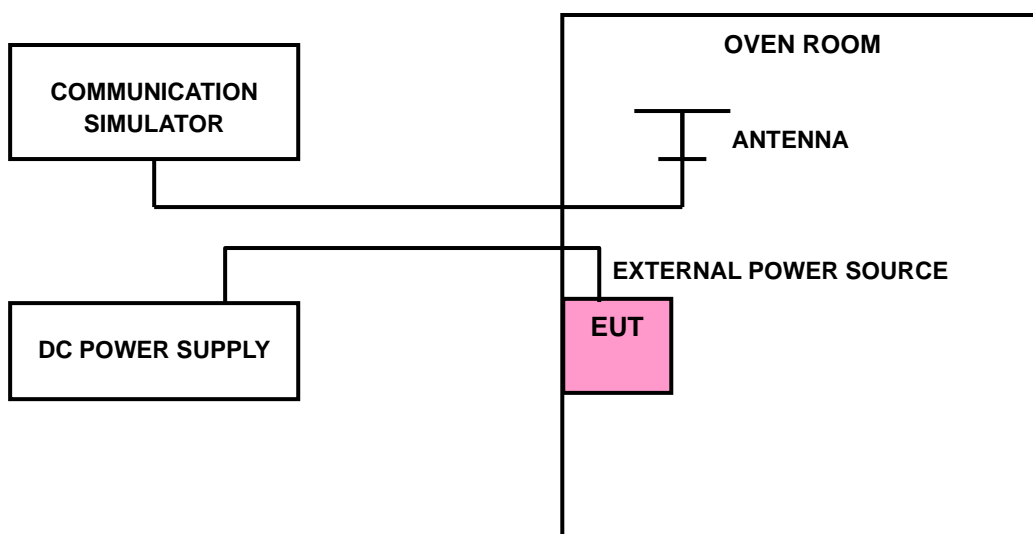 OVEN ROOM
COMMUNICATION
SIMULATOR
ANTENNA
EXTERNAL POWER SOURCE
EUT
DC POWER SUPPLY